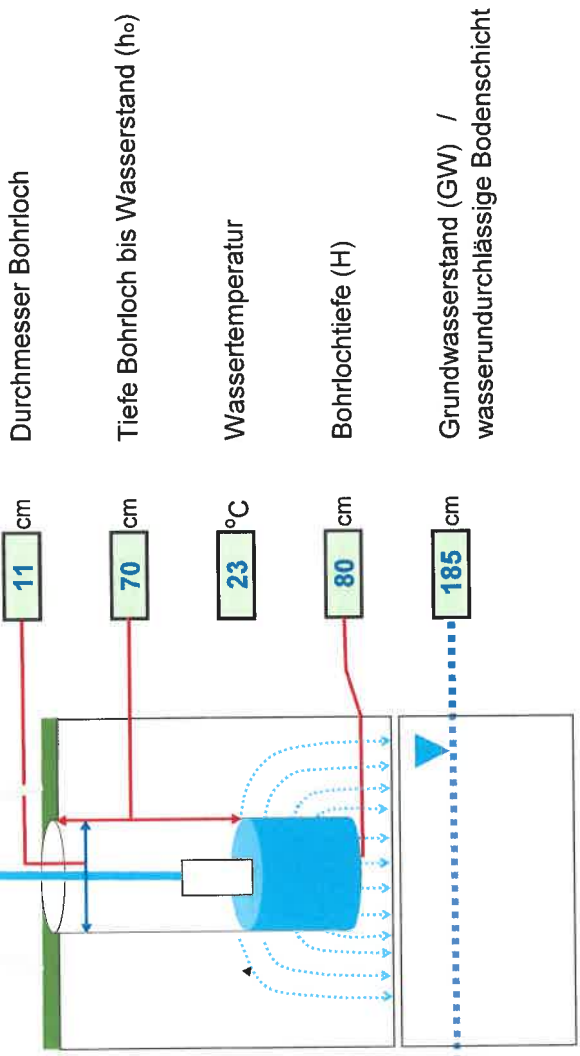 11 cm Durchmesser Bohrloch
70 cm Tiefe Bohrloch bis Wasserstand (ho)
23 °C Wassertemperatur
80 cm Bohrlochtiefe (H)
185 cm Grundwasserstand (GW) /
wasserundurchlässige Bodenschicht